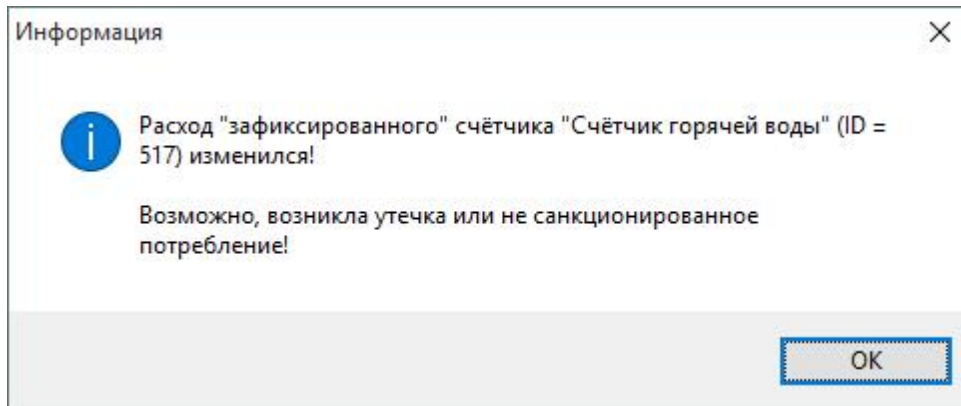 Информация
Расход "зафиксированного" счётчика "Счётчик горячей воды" (ID =
517) изменился!
Возможно, возникла утечка или не санкционированное
потребление!
OK